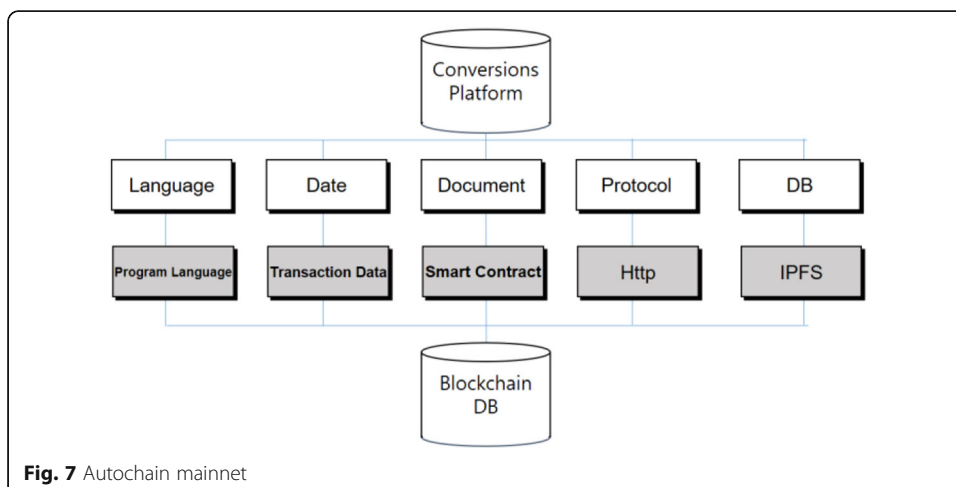 Conversions
Platform
Language
Date
Document
Protocol
DB
Program Language
Transaction Data
Smart Contract
Http
IPFS
Blockchain
DB
Fig. 7 Autochain mainnet